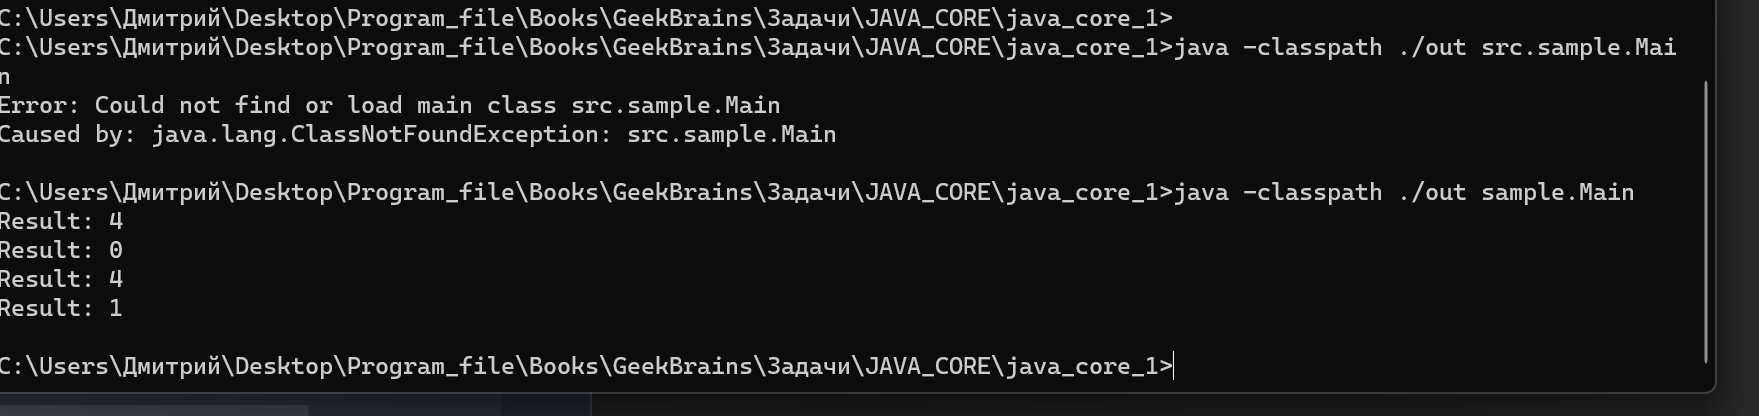 C:\Users\Дмитрий\Desktop\Program_file\Books\GeekBrains\Задачи\JAVA_CORE\java_core_1>
C:\Users\Дмитрий\Desktop\Program_file\Books\GeekBrains\Задачи\JAVA_CORE\java_core_1>java -classpath ./out src.sample.Mai
n
Error: Could not find or load main class src.sample.Main
Caused by: java.lang.ClassNotFoundException: src.sample.Main
C:\Users\Дмитрий\Desktop\Program_file\Books\GeekBrains\Задачи\JAVA_CORE\java_core_1>java -classpath ./out sample.Main
Result: 4
Result: 0
Result: 4
Result: 1
C:\Users\Дмитрий\Desktop\Program_file\Books\GeekBrains\Задачи\JAVA_CORE\java_core_1>